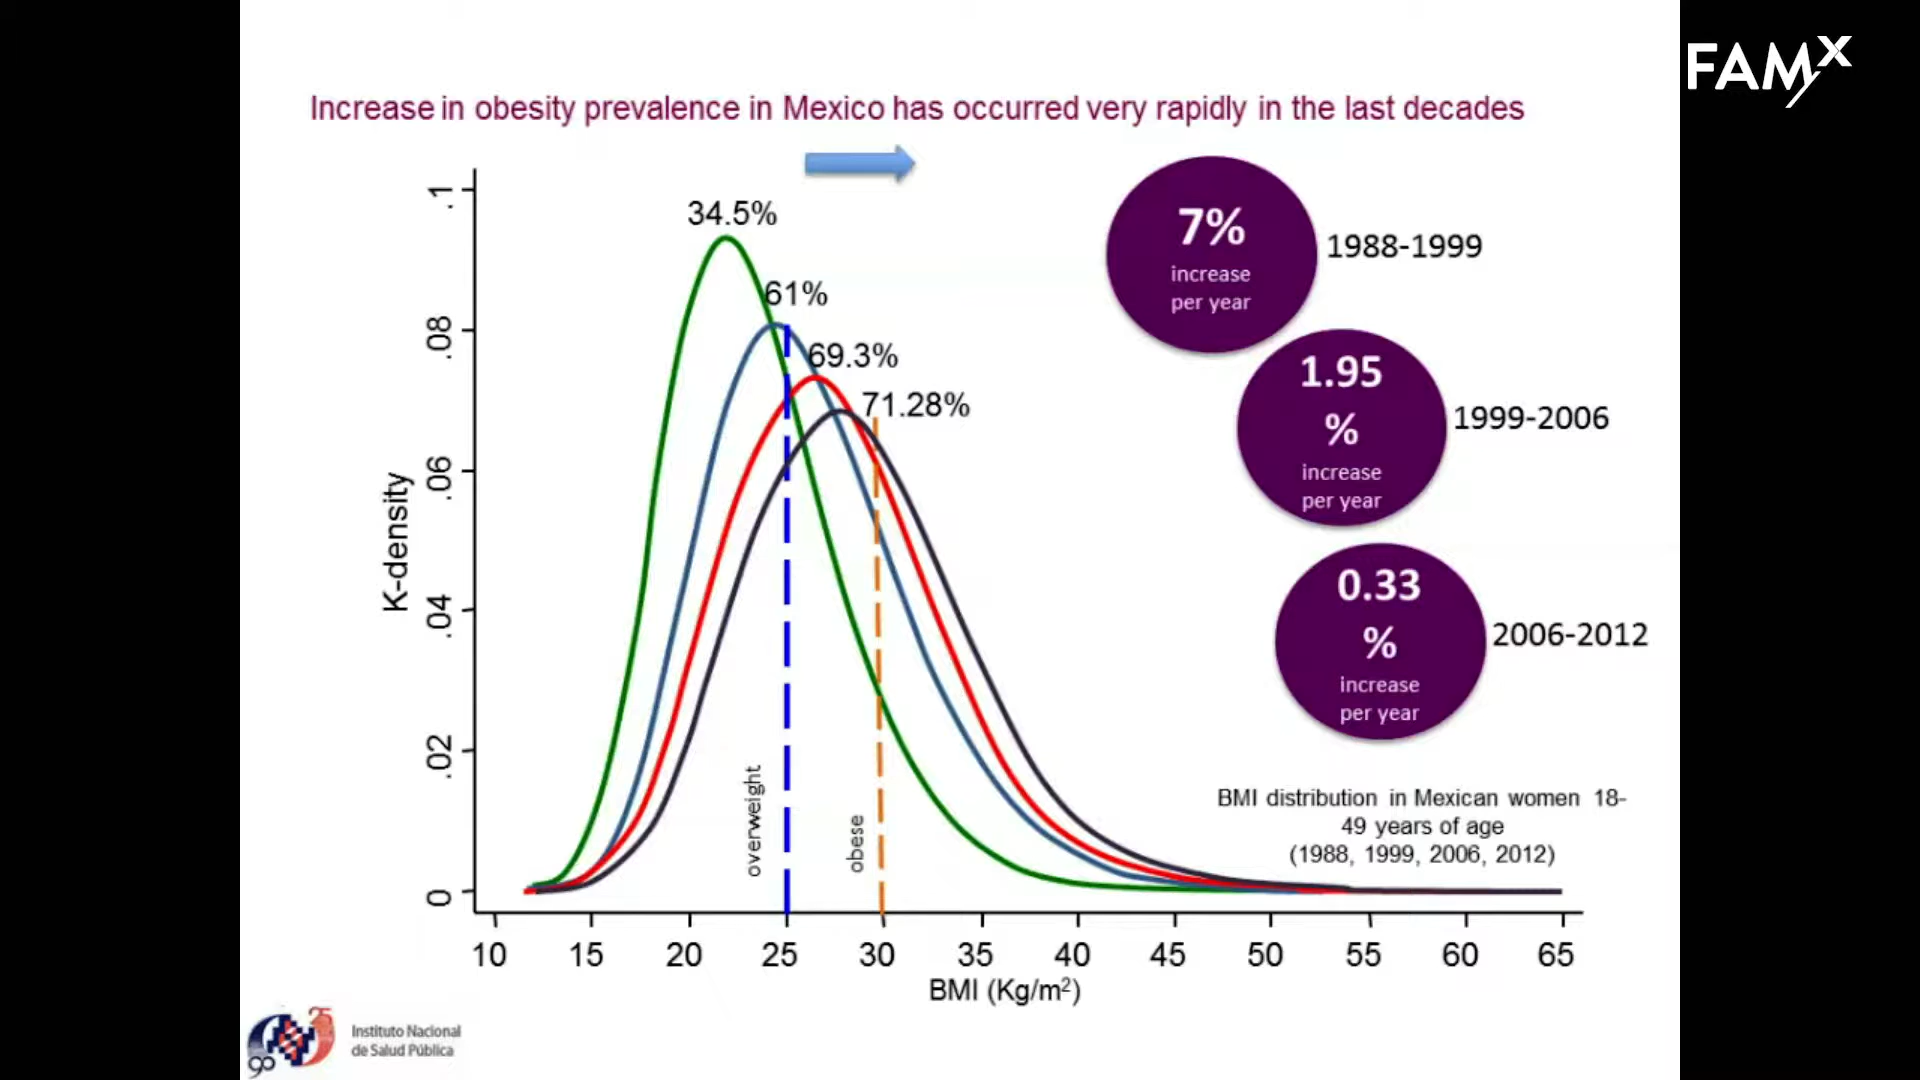 FAMX
Increase in obesity prevalence in Mexico has occurred very rapidly in the last decades
34.5%
61%
69.3%
71.28%
7%
increase
per year
1988-1999
1.95
%
increase
per year
1999-2006
0.33
%
increase
per year
2006-2012
K-density
.1
.08
.06
.04
.02
0
overweight
obese
BMI distribution in Mexican women 18-
49 years of age
(1988, 1999, 2006, 2012)
10 15 20 25 30 35 40 45 50 55 60 65
BMI (Kg/m²)
25
90
Instituto Nacional
de Salud Pública